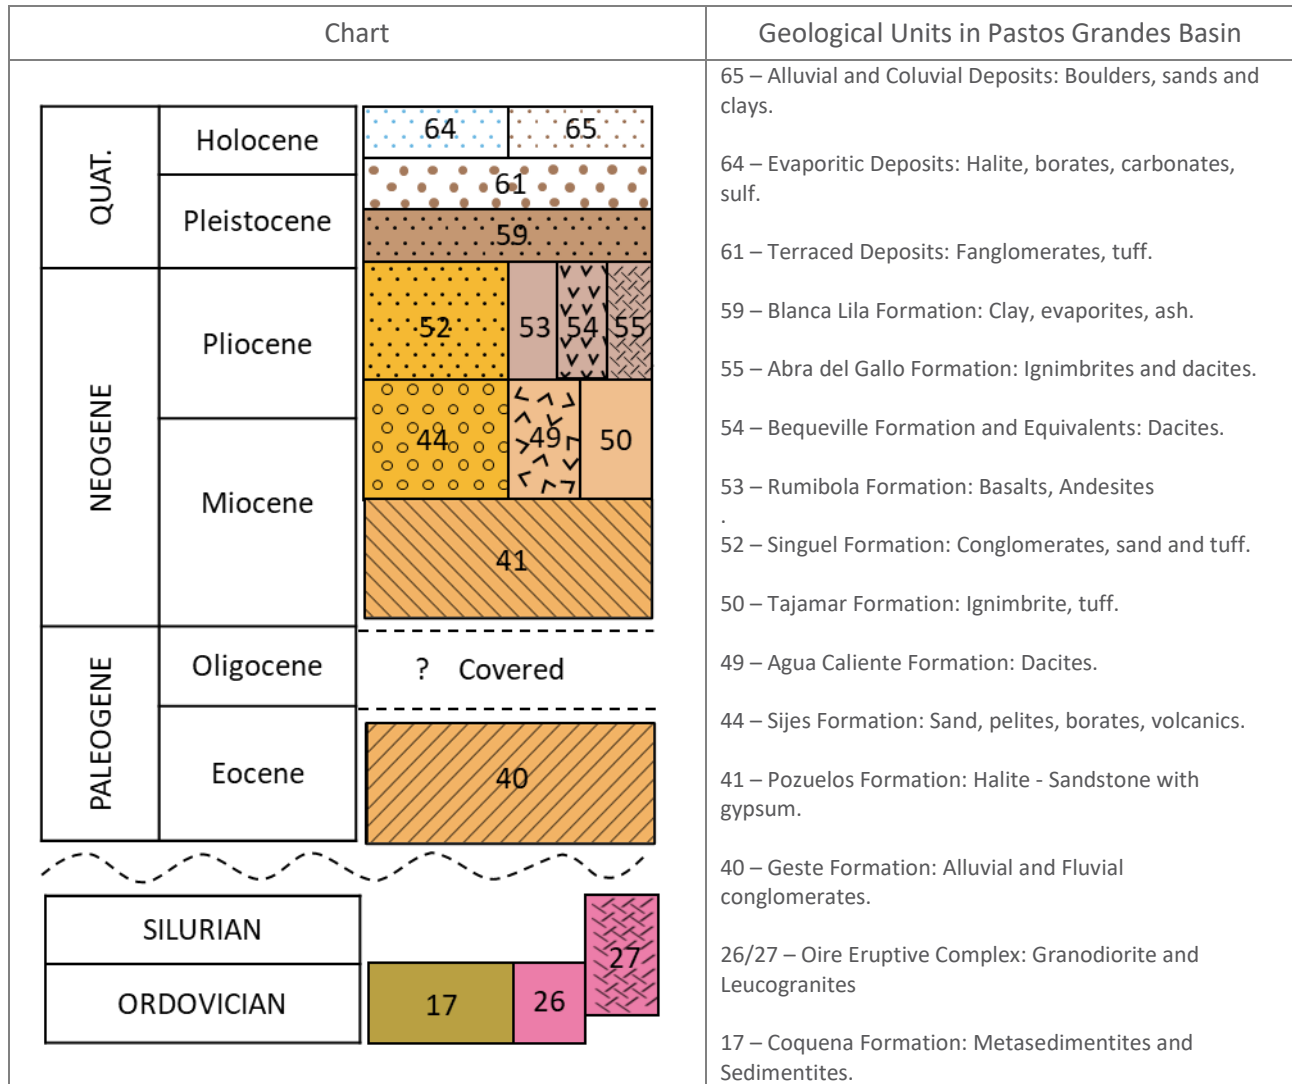 Chart
Geological Units in Pastos Grandes Basin
QUAT.
Holocene
Pleistocene
NEOGENE
Pliocene
Miocene
PALEOGENE
Oligocene
Eocene
SILURIAN
ORDOVICIAN
64
65
61
59
52
53
54
55
44
49
50
41
? Covered
40
27
17
26
65 – Alluvial and Coluvial Deposits: Boulders, sands and
clays.
64 – Evaporitic Deposits: Halite, borates, carbonates,
sulf.
61 – Terraced Deposits: Fanglomerates, tuff.
59 – Blanca Lila Formation: Clay, evaporites, ash.
55 – Abra del Gallo Formation: Ignimbrites and dacites.
54 – Bequeville Formation and Equivalents: Dacites.
53 – Rumibola Formation: Basalts, Andesites
.
52 – Singuel Formation: Conglomerates, sand and tuff.
50 – Tajamar Formation: Ignimbrite, tuff.
49 – Agua Caliente Formation: Dacites.
44 – Sijes Formation: Sand, pelites, borates, volcanics.
41 – Pozuelos Formation: Halite - Sandstone with
gypsum.
40 – Geste Formation: Alluvial and Fluvial
conglomerates.
26/27 – Oire Eruptive Complex: Granodiorite and
Leucogranites
17 – Coquena Formation: Metasedimentites and
Sedimentites.